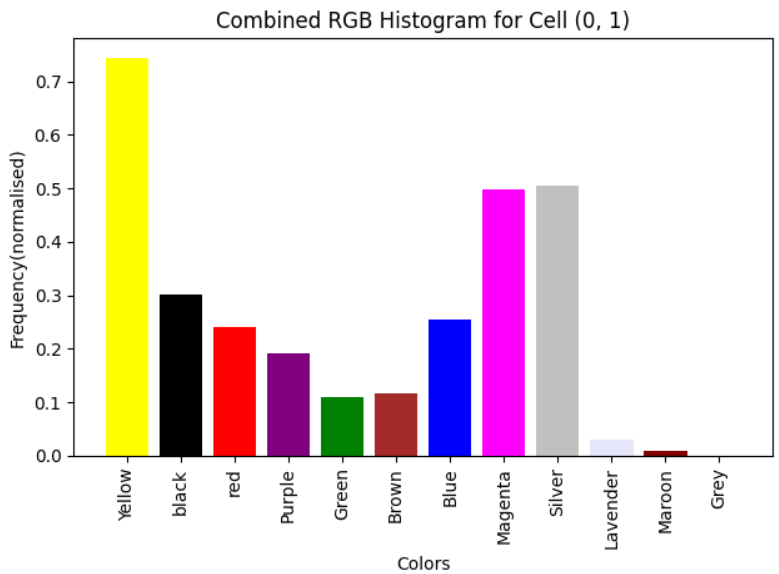 Combined RGB Histogram for Cell (0, 1)
Frequency(normalised)
0.7
0.6
0.5
0.4
0.3
0.2
0.1
0.0
Yellow
black
red
Purple
Green
Brown
Blue
Magenta
Silver
Lavender
Maroon
Grey
Colors